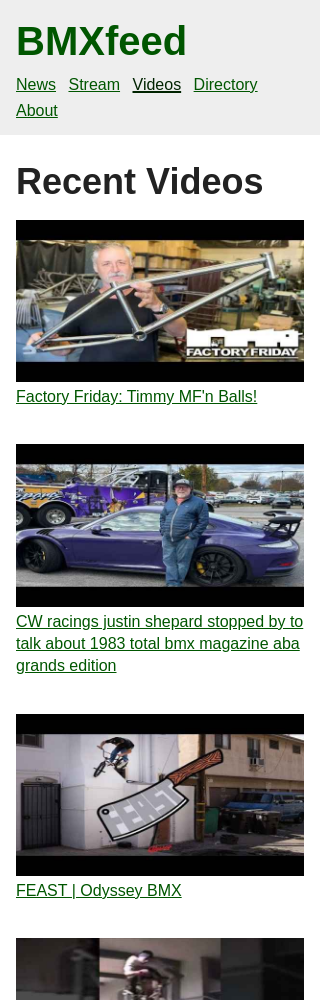 BMXfeed
News Stream Videos Directory
About
Recent Videos
FACTORY FRIDAY
Factory Friday: Timmy MF'n Balls!
CW racings justin shepard stopped by to
talk about 1983 total bmx magazine aba
grands edition
FEAST
FEAST | Odyssey BMX